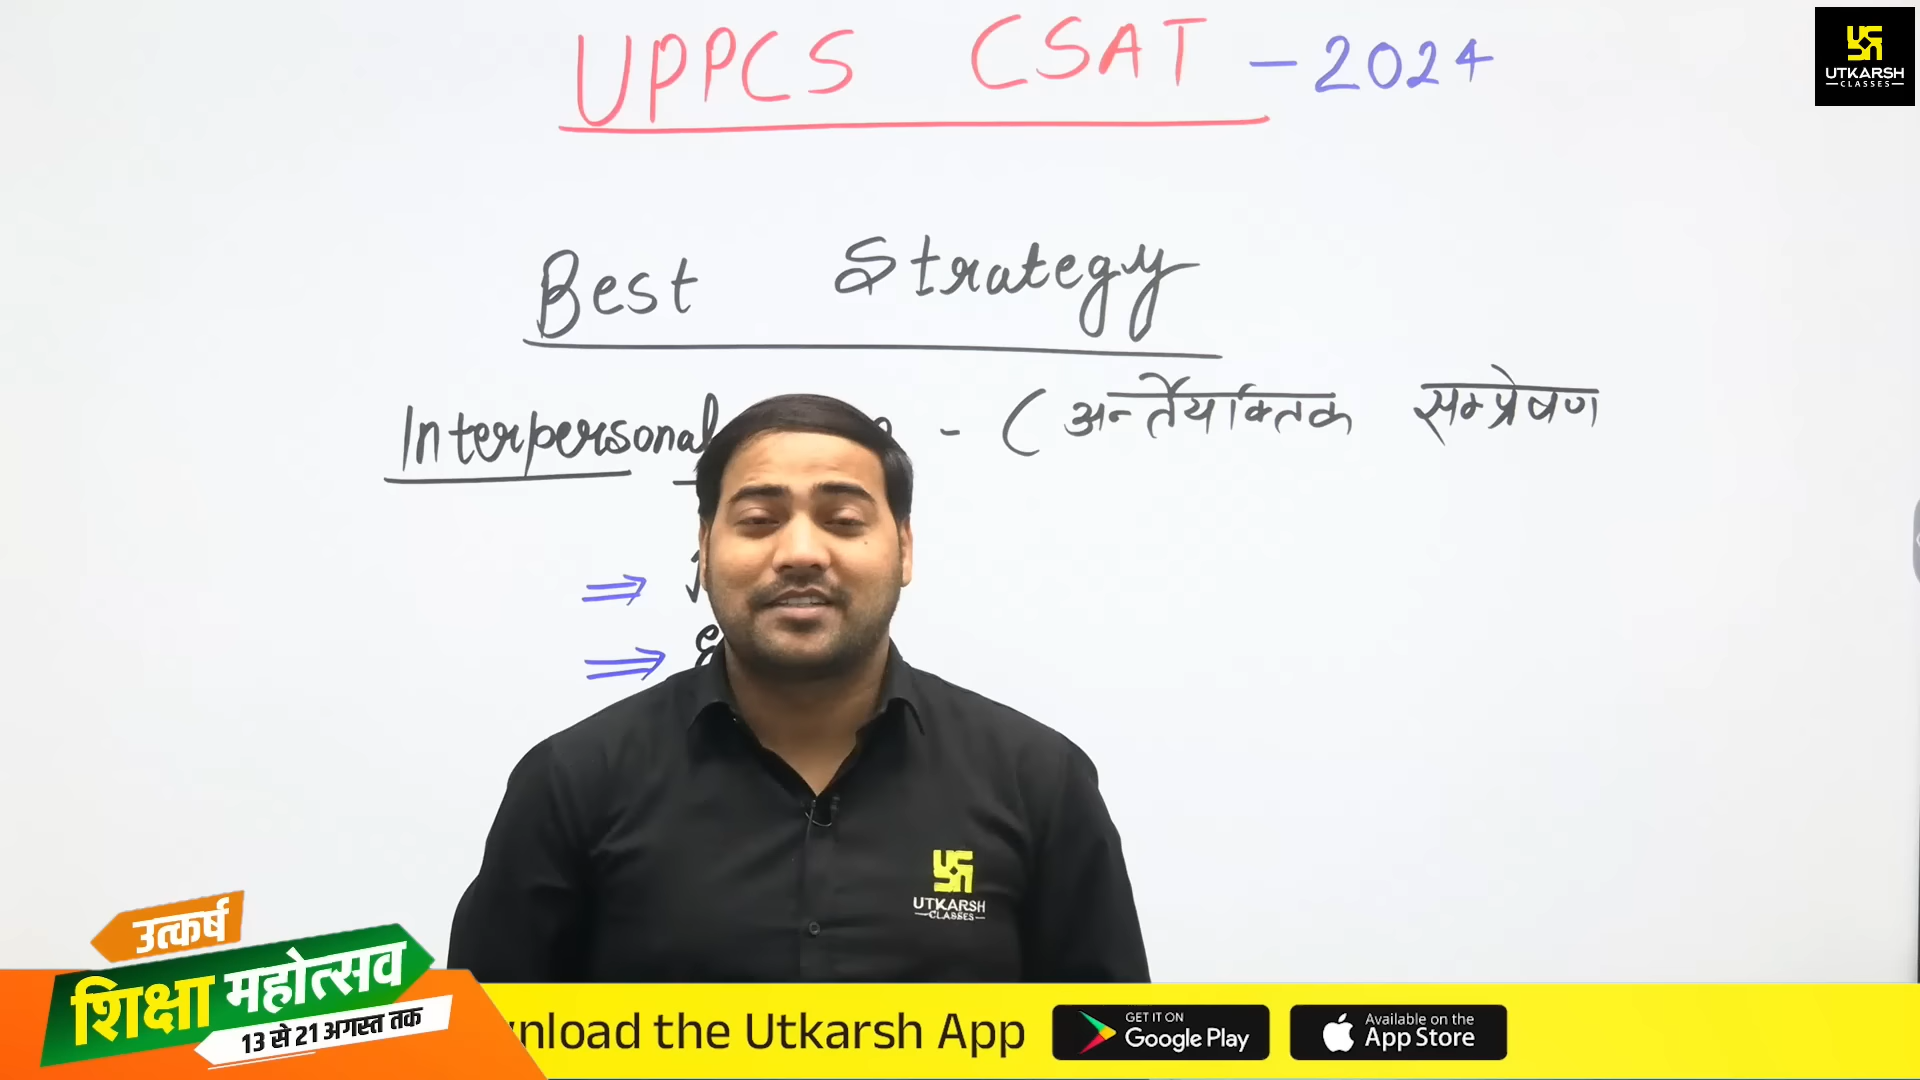 UPPCS CSAT - 2024
UTKARSH
CLASSES
Best Strategy
Interpersonal - (अन्तर्वैयक्तिक सम्प्रेषण
⇒
⇒
UTKARSH
CLASSES
उत्कर्ष
शिक्षा महोत्सव
13 से 21 अगस्त तक
nload the Utkarsh App
GET IT ON
Google Play
Available on the
App Store